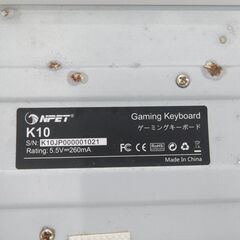 NPET
Gaming Keyboard
K10
ゲーミングキーボード
S/N: K10JP000001021
Rating: 5.5V⎓260mA
CE FC RoHS
Made In China